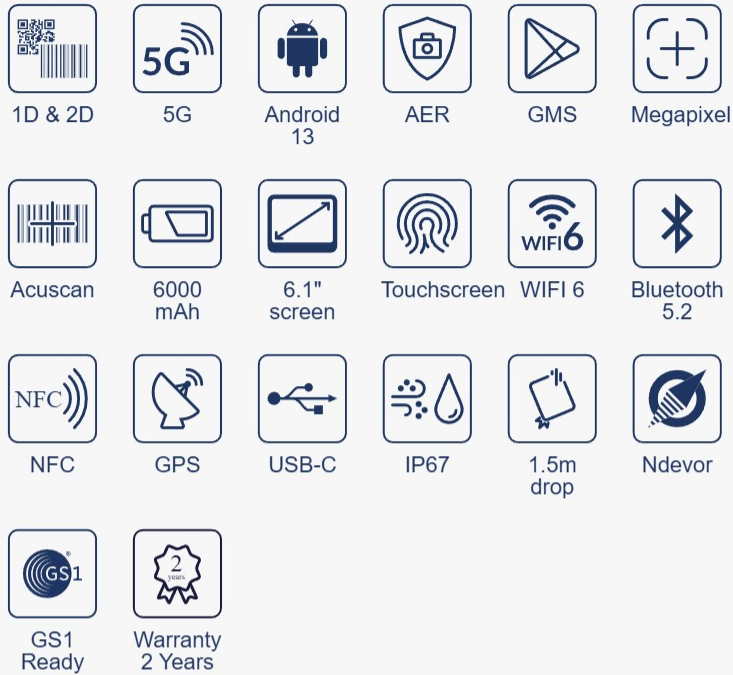 5G
1D & 2D
5G
Android
13
AER
GMS
Megapixel
WIFI 6
Acuscan
6000
mAh
6.1"
screen
Touchscreen
WIFI 6
Bluetooth
5.2
NFC
NFC
GPS
USB-C
IP67
1.5m
drop
Ndevor
GS1
®
2
years
GS1
Ready
Warranty
2 Years